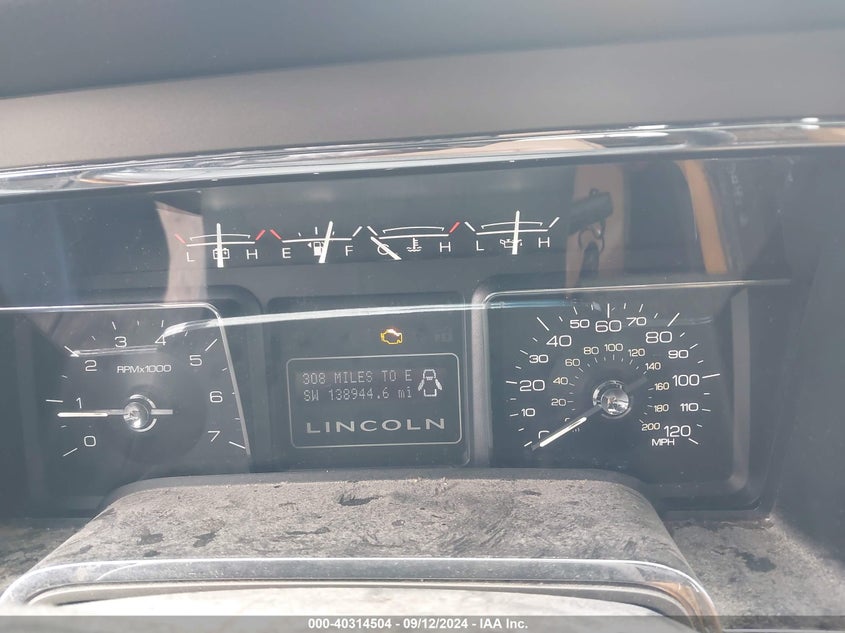 L H E F C H L H
3 4
2 5
RPMx1000
1 6
0 7
308 MILES TO E
SW 138944.6 mi
LINCOLN
50 60 70
40 80
30 90
20 100
10 110
0 120
MPH
80 100 120
60 140
40 160
20 180
200
000-40314504 - 09/12/2024 - IAA Inc.